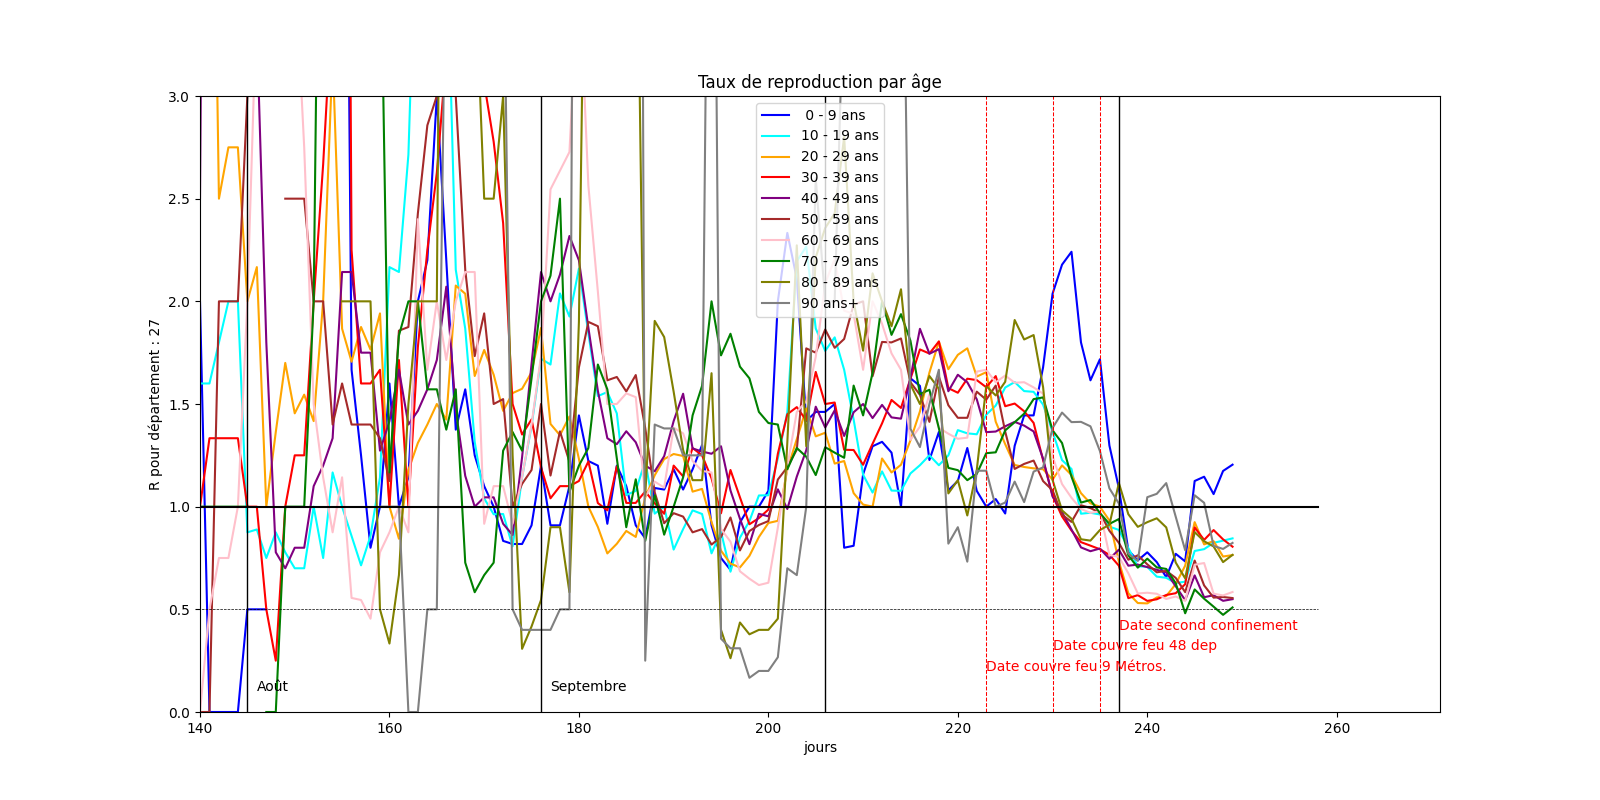 Taux de reproduction par âge
3.0
2.5
2.0
1.5
1.0
0.5
0.0
R pour département : 27
0 - 9 ans
10 - 19 ans
20 - 29 ans
30 - 39 ans
40 - 49 ans
50 - 59 ans
60 - 69 ans
70 - 79 ans
80 - 89 ans
90 ans+
Date second confinement
Date couvre feu 48 dep
Date couvre feu 9 Métros.
Août
Septembre
140
160
180
200
220
240
260
jours